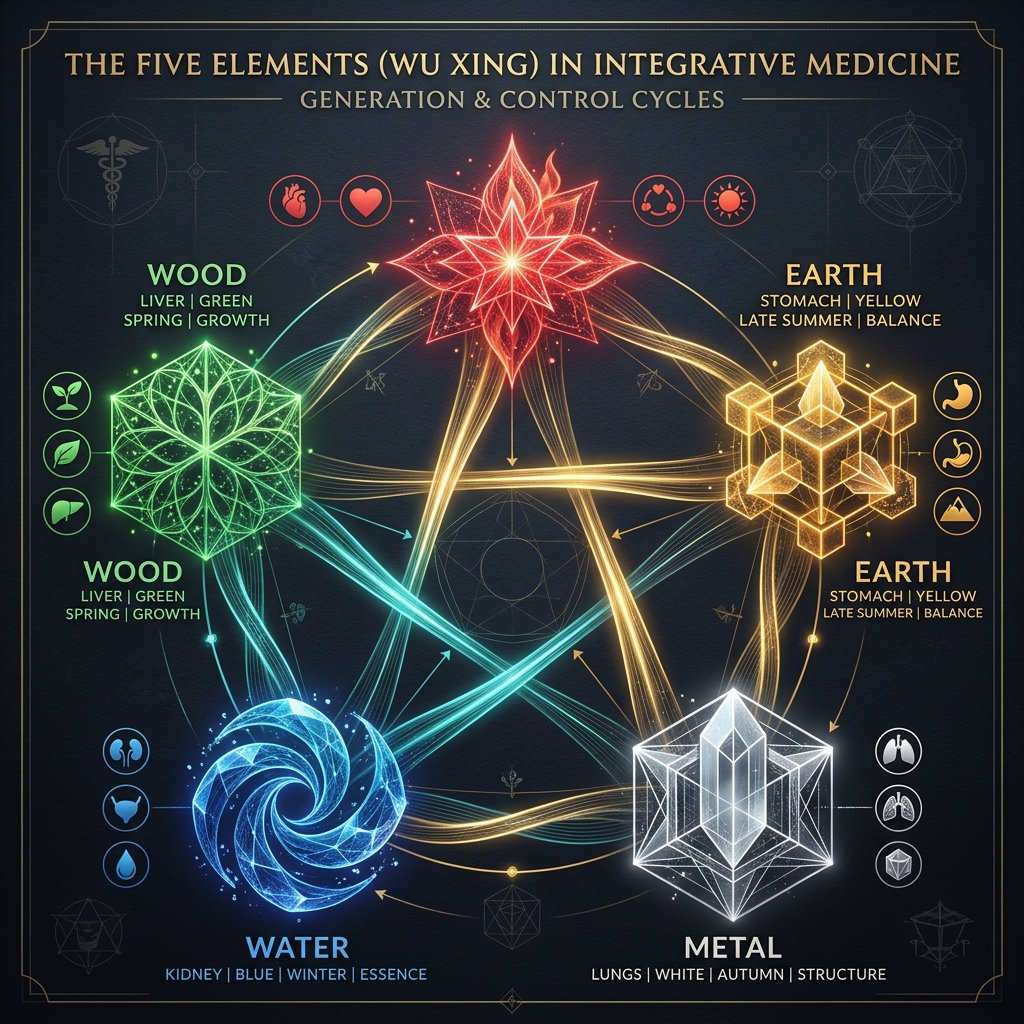 THE FIVE ELEMENTS (WU XING) IN INTEGRATIVE MEDICINE
GENERATION & CONTROL CYCLES
WOOD
LIVER | GREEN
SPRING | GROWTH
EARTH
STOMACH | YELLOW
LATE SUMMER | BALANCE
WOOD
LIVER | GREEN
SPRING | GROWTH
EARTH
STOMACH | YELLOW
LATE SUMMER | BALANCE
WATER
KIDNEY | BLUE | WINTER | ESSENCE
METAL
LUNGS | WHITE | AUTUMN | STRUCTURE